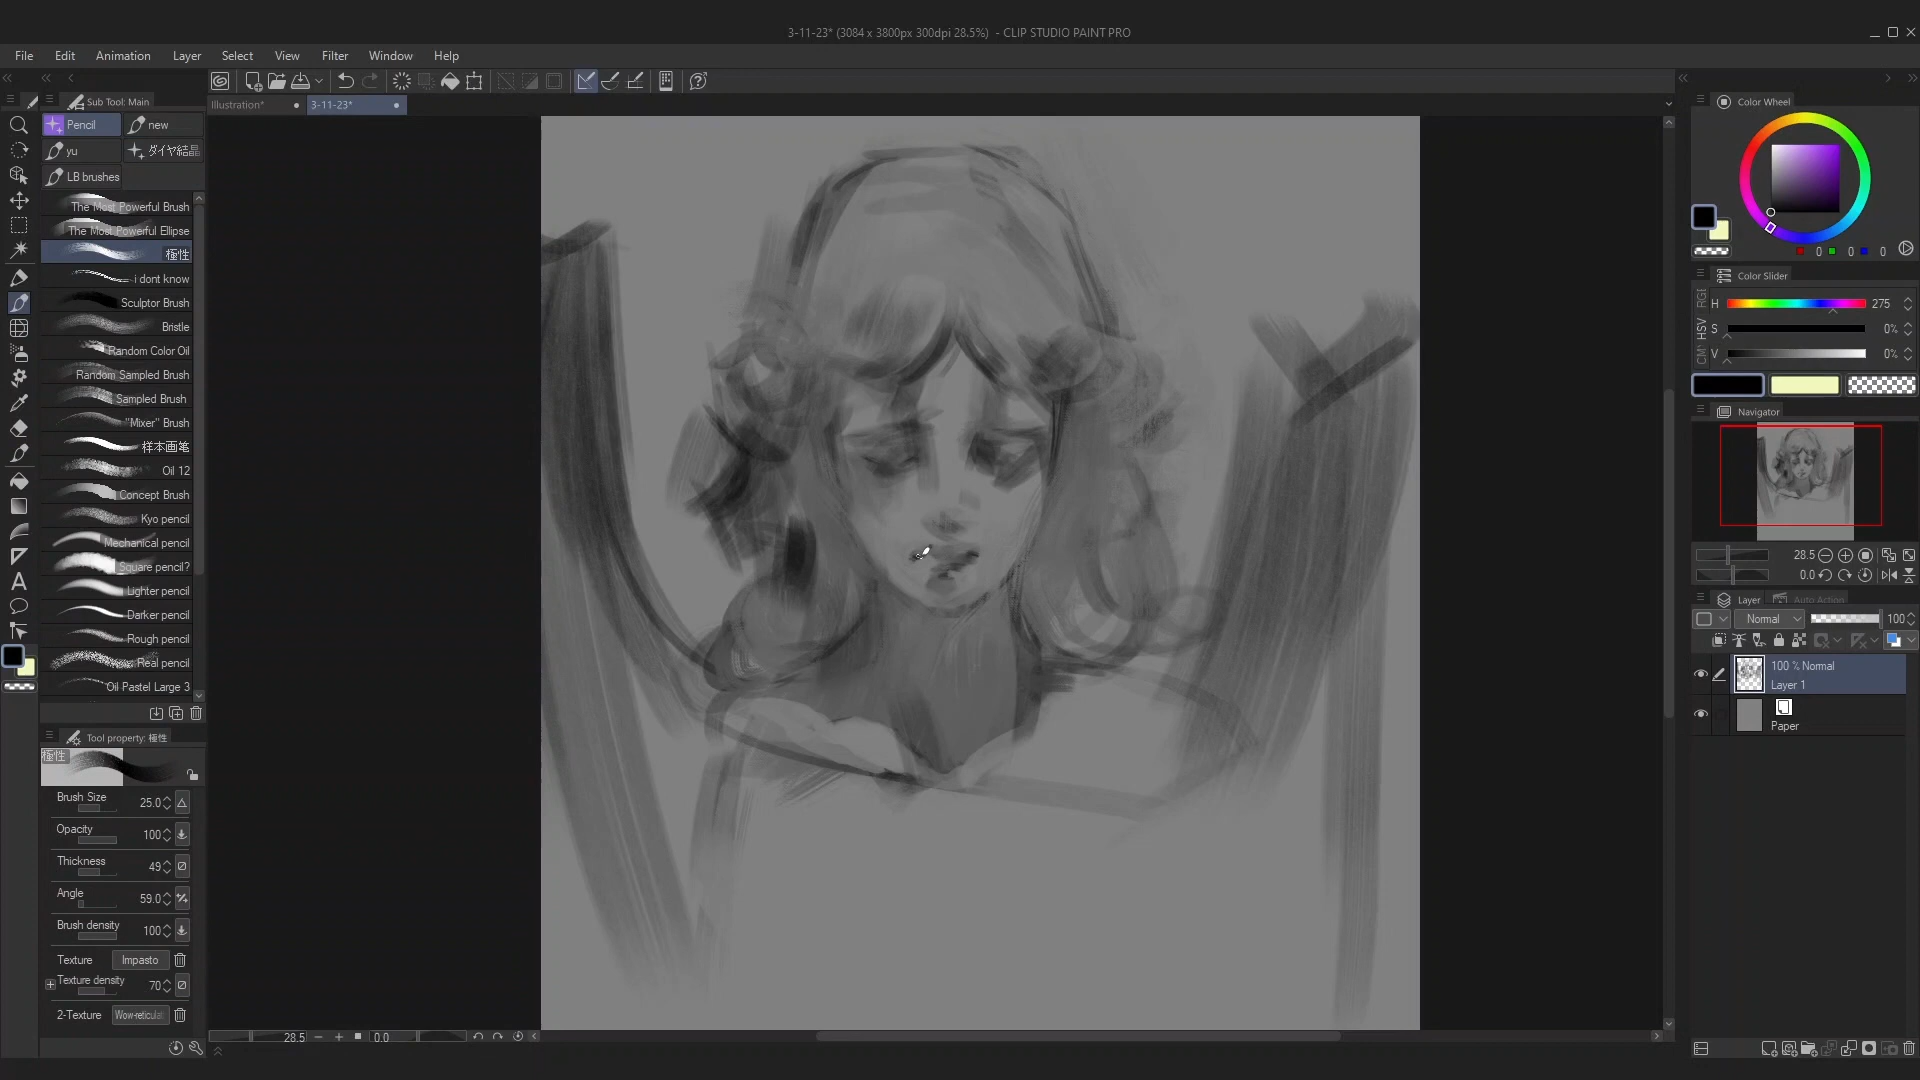 3-11-23* (3084 x 3800px 300dpi 28.5%) - CLIP STUDIO PAINT PRO
File Edit Animation Layer Select View Filter Window Help
Sub Tool: Main
Illustration* 3-11-23*
Pencil new
yu ダイヤ結晶
LB brushes
The Most Powerful Brush
The Most Powerful Ellipse
極性
i dont know
Sculptor Brush
Bristle
Random Color Oil
Random Sampled Brush
Sampled Brush
"Mixer" Brush
样本画笔
Oil 12
Concept Brush
Kyo pencil
Mechanical pencil
Square pencil?
Lighter pencil
Darker pencil
Rough pencil
Real pencil
Oil Pastel Large 3
Tool property: 極性
極性
Brush Size 25.0
Opacity 100
Thickness 49
Angle 59.0
Brush density 100
Texture Impasto
Texture density 70
2-Texture Wow-reticulat
28.5 0.0
Color Wheel
0 0 0
Color Slider
RGB HSV CM
H 275
S 0%
V 0%
Navigator
28.5
0.0
Layer Auto Action
Normal 100
100 % Normal
Layer 1
Paper